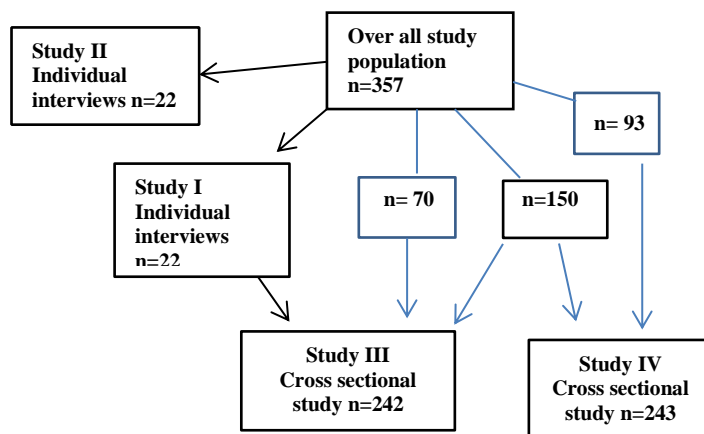 Study II
Individual
interviews n=22
Over all study
population
n=357
n= 93
Study I
Individual
interviews
n=22
n= 70
n=150
Study III
Cross sectional
study n=242
Study IV
Cross sectional
study n=243